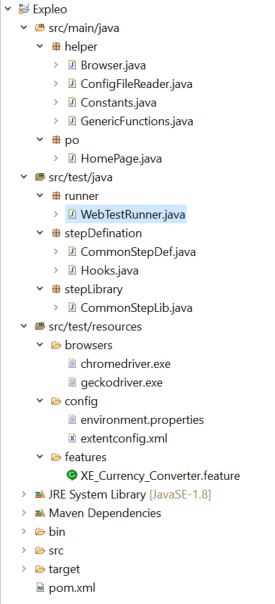 Expleo
src/main/java
helper
Browser.java
ConfigFileReader.java
Constants.java
GenericFunctions.java
po
HomePage.java
src/test/java
runner
WebTestRunner.java
stepDefination
CommonStepDef.java
Hooks.java
stepLibrary
CommonStepLib.java
src/test/resources
browsers
chromedriver.exe
geckodriver.exe
config
environment.properties
extentconfig.xml
features
XE_Currency_Converter.feature
JRE System Library [JavaSE-1.8]
Maven Dependencies
bin
src
target
pom.xml